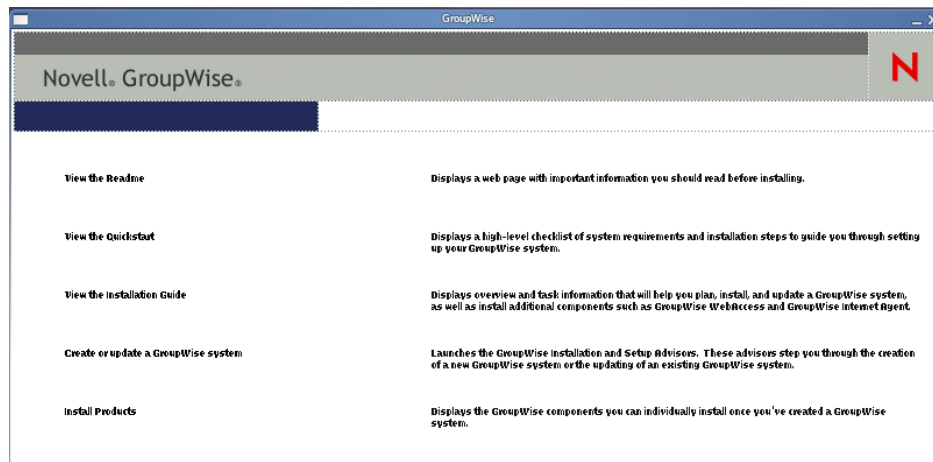 GroupWise
Novell® GroupWise®
N
View the Readme
Displays a web page with important information you should read before installing.
View the Quickstart
Displays a high-level checklist of system requirements and installation steps to guide you through setting
up your GroupWise system.
View the Installation Guide
Displays overview and task information that will help you plan, install, and update a GroupWise system,
as well as install additional components such as GroupWise WebAccess and GroupWise Internet Agent.
Create or update a GroupWise system
Launches the GroupWise Installation and Setup Advisors. These advisors step you through the creation
of a new GroupWise system or the updating of an existing GroupWise system.
Install Products
Displays the GroupWise components you can individually install once you've created a GroupWise
system.